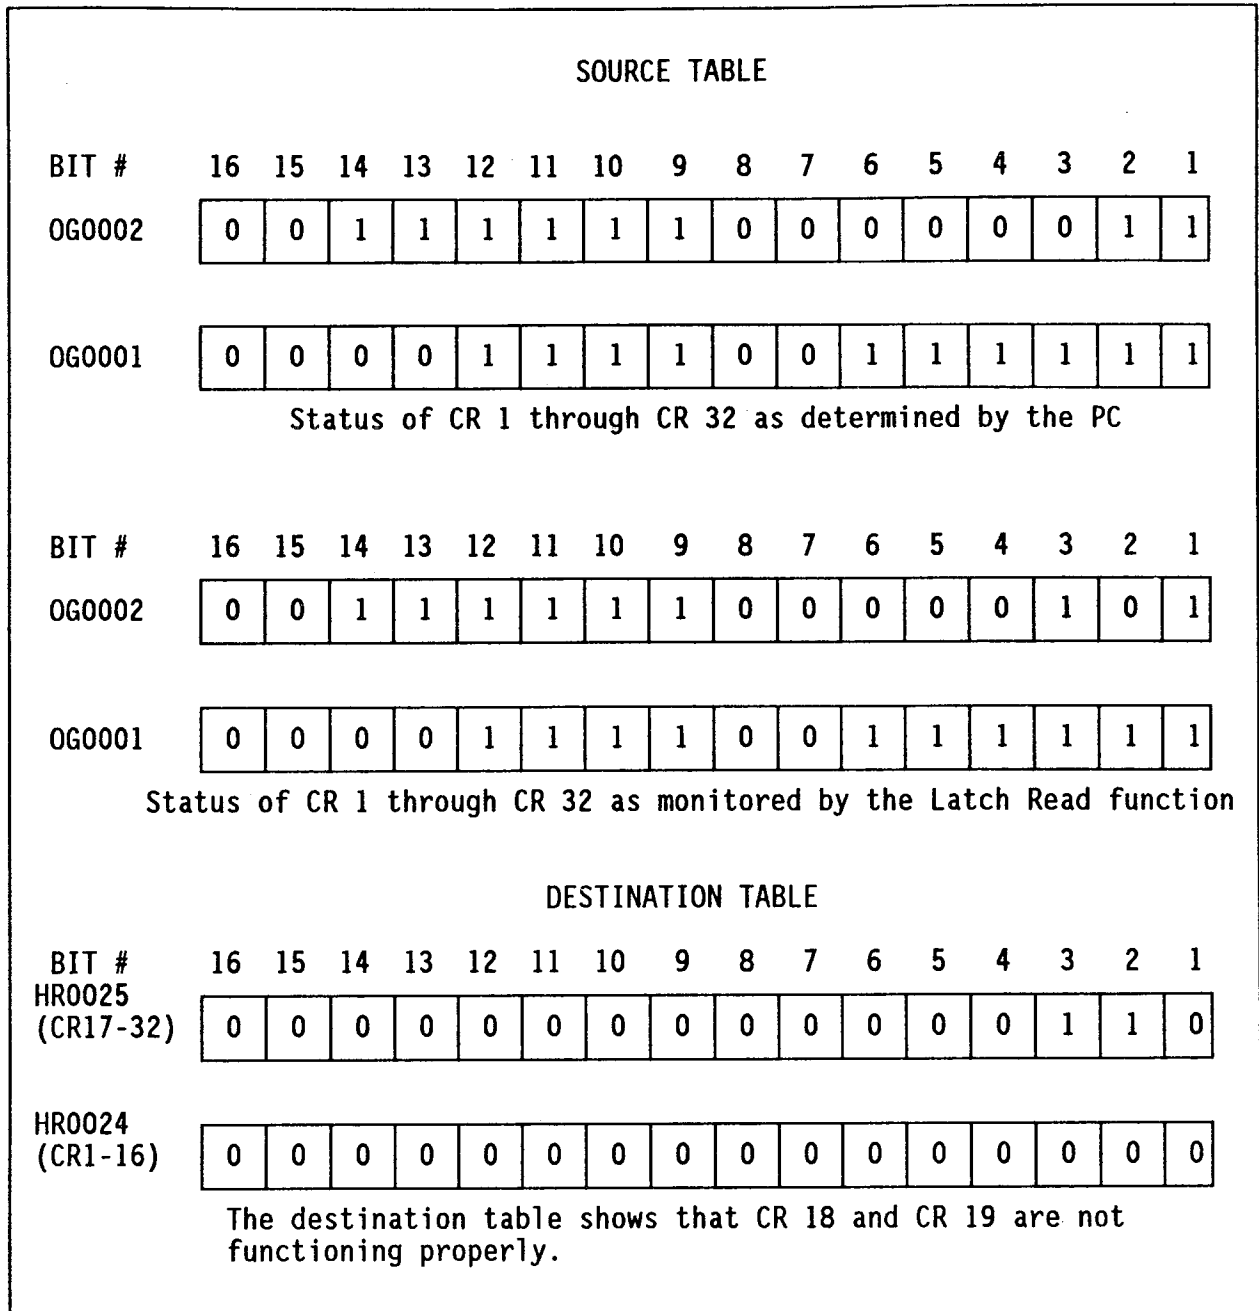 SOURCE TABLE
BIT # 16 15 14 13 12 11 10 9 8 7 6 5 4 3 2 1
OG0002 0 0 1 1 1 1 1 1 0 0 0 0 0 0 1 1
OG0001 0 0 0 0 1 1 1 1 0 0 1 1 1 1 1 1
Status of CR 1 through CR 32 as determined by the PC
BIT # 16 15 14 13 12 11 10 9 8 7 6 5 4 3 2 1
OG0002 0 0 1 1 1 1 1 1 0 0 0 0 0 1 0 1
OG0001 0 0 0 0 1 1 1 1 0 0 1 1 1 1 1 1
Status of CR 1 through CR 32 as monitored by the Latch Read function
DESTINATION TABLE
BIT # 16 15 14 13 12 11 10 9 8 7 6 5 4 3 2 1
HR0025
(CR17-32) 0 0 0 0 0 0 0 0 0 0 0 0 0 1 1 0
HR0024
(CR1-16) 0 0 0 0 0 0 0 0 0 0 0 0 0 0 0 0
The destination table shows that CR 18 and CR 19 are not
functioning properly.